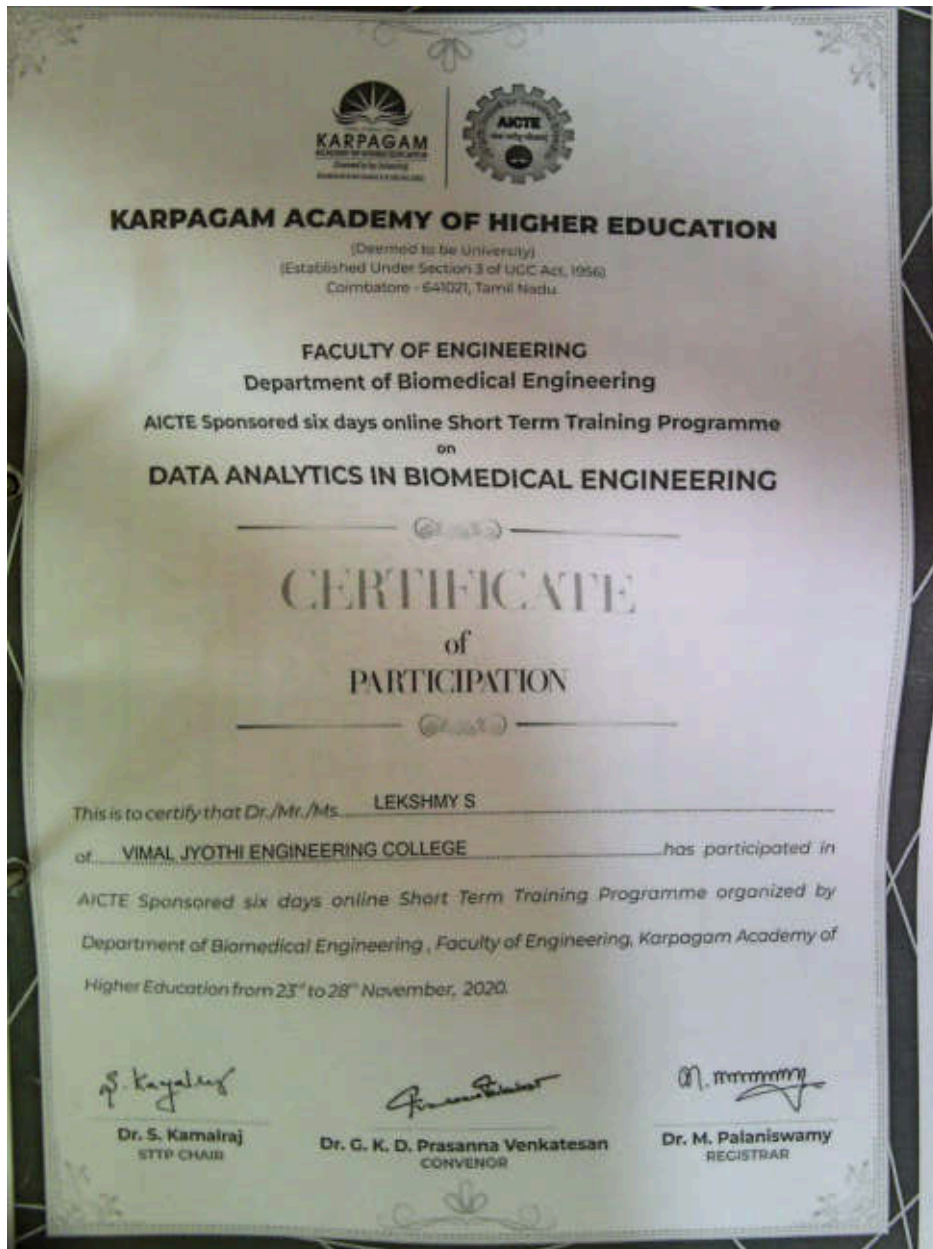 KARPAGAM
AICTE
KARPAGAM ACADEMY OF HIGHER EDUCATION
(Deemed to be University)
(Established Under Section 3 of UGC Act, 1956)
Coimbatore - 641021, Tamil Nadu.
FACULTY OF ENGINEERING
Department of Biomedical Engineering
AICTE Sponsored six days online Short Term Training Programme
on
DATA ANALYTICS IN BIOMEDICAL ENGINEERING
CERTIFICATE
of
PARTICIPATION
This is to certify that Dr./Mr./Ms. LEKSHMY S
of VIMAL JYOTHI ENGINEERING COLLEGE has participated in
AICTE Sponsored six days online Short Term Training Programme organized by
Department of Biomedical Engineering , Faculty of Engineering, Karpagam Academy of
Higher Education from 23rd to 28th November, 2020.
Dr. S. Kamalraj
STTP CHAIR
Dr. G. K. D. Prasanna Venkatesan
CONVENOR
Dr. M. Palaniswamy
REGISTRAR